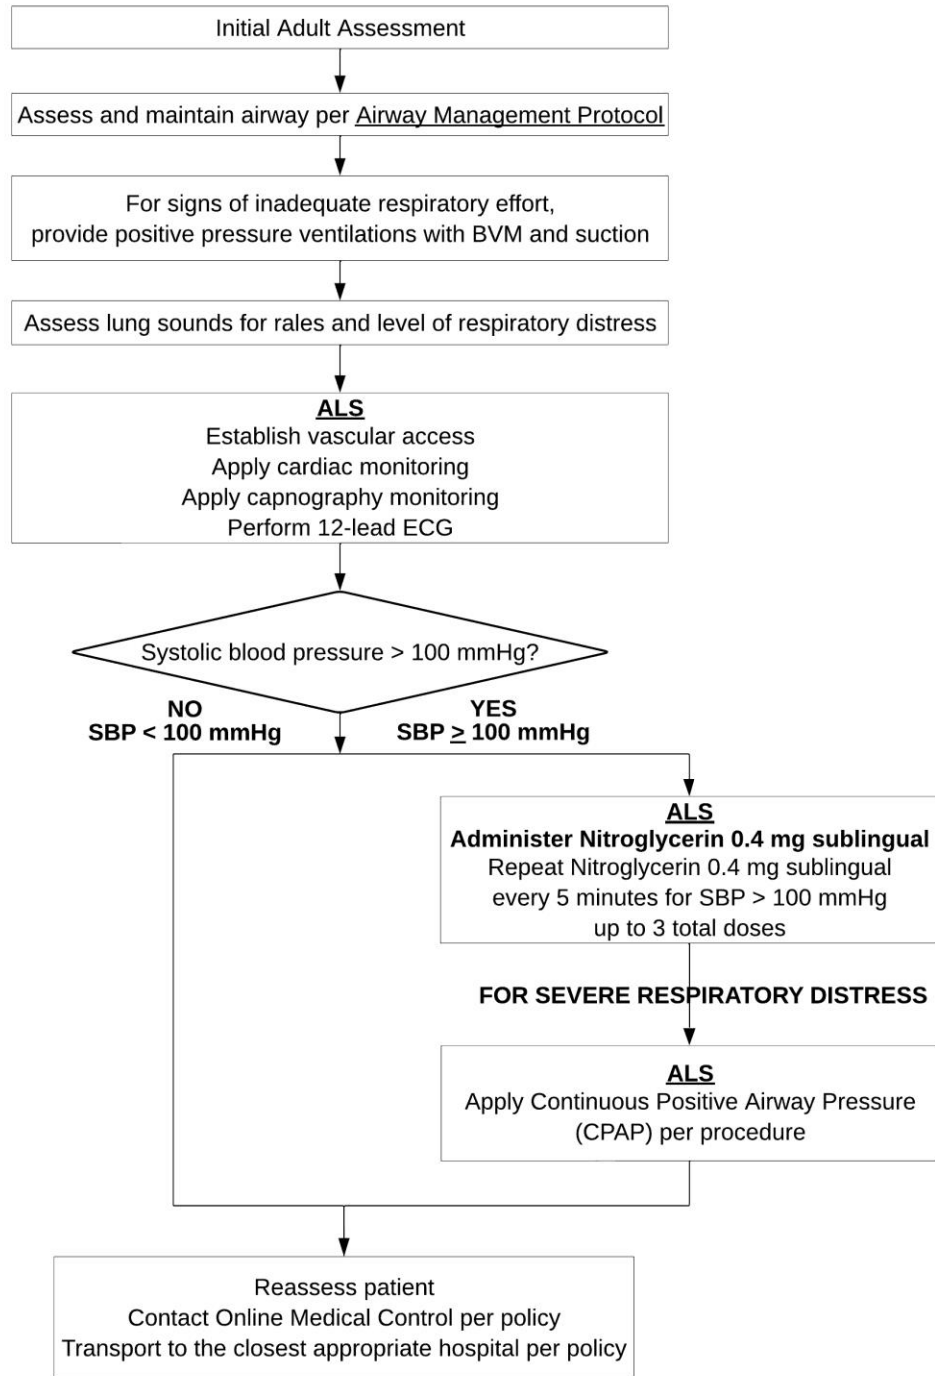 Initial Adult Assessment
Assess and maintain airway per Airway Management Protocol
For signs of inadequate respiratory effort,
provide positive pressure ventilations with BVM and suction
Assess lung sounds for rales and level of respiratory distress
ALS
Establish vascular access
Apply cardiac monitoring
Apply capnography monitoring
Perform 12-lead ECG
Systolic blood pressure > 100 mmHg?
NO
SBP < 100 mmHg
YES
SBP ≥ 100 mmHg
ALS
Administer Nitroglycerin 0.4 mg sublingual
Repeat Nitroglycerin 0.4 mg sublingual
every 5 minutes for SBP > 100 mmHg
up to 3 total doses
FOR SEVERE RESPIRATORY DISTRESS
ALS
Apply Continuous Positive Airway Pressure
(CPAP) per procedure
Reassess patient
Contact Online Medical Control per policy
Transport to the closest appropriate hospital per policy